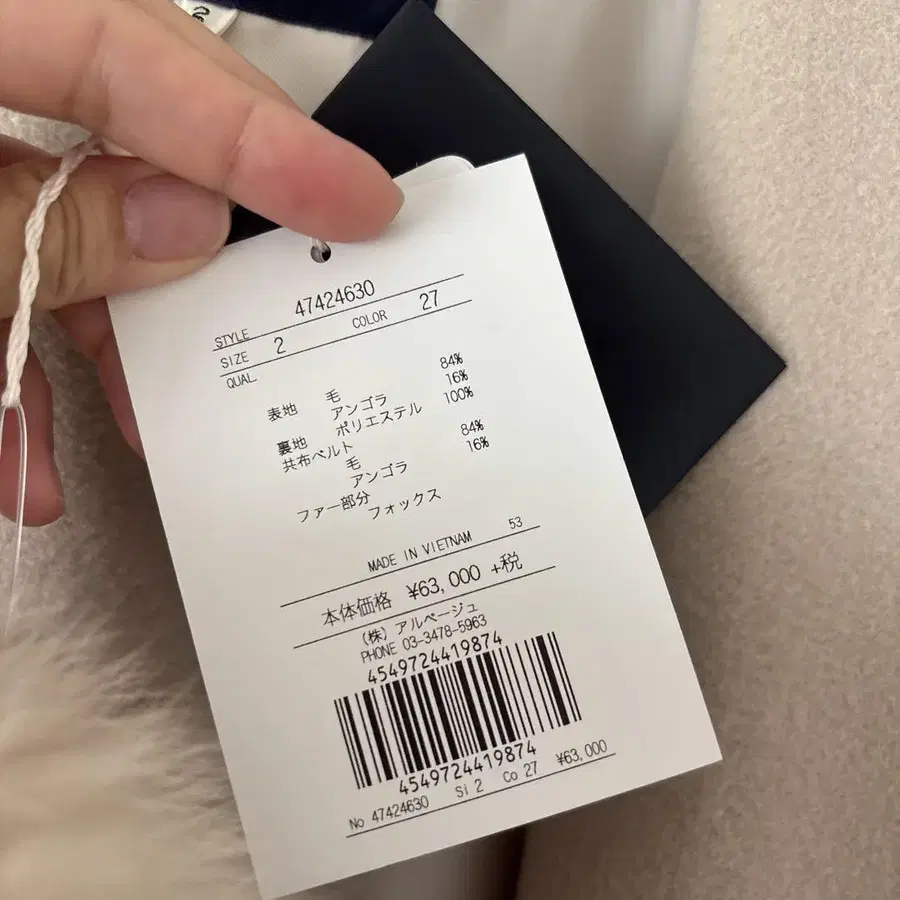 STYLE 47424630
SIZE 2 COLOR 27
QUAL.
表地 毛 84%
アンゴラ 16%
裏地 ポリエステル 100%
共布ベルト
毛 84%
アンゴラ 16%
ファー部分
フォックス
MADE IN VIETNAM 53
本体価格 ¥63,000 +税
(株) アルページュ
PHONE 03-3478-5963
4549724419874
4549724419874
No 47424630 Si 2 Co 27 ¥63,000